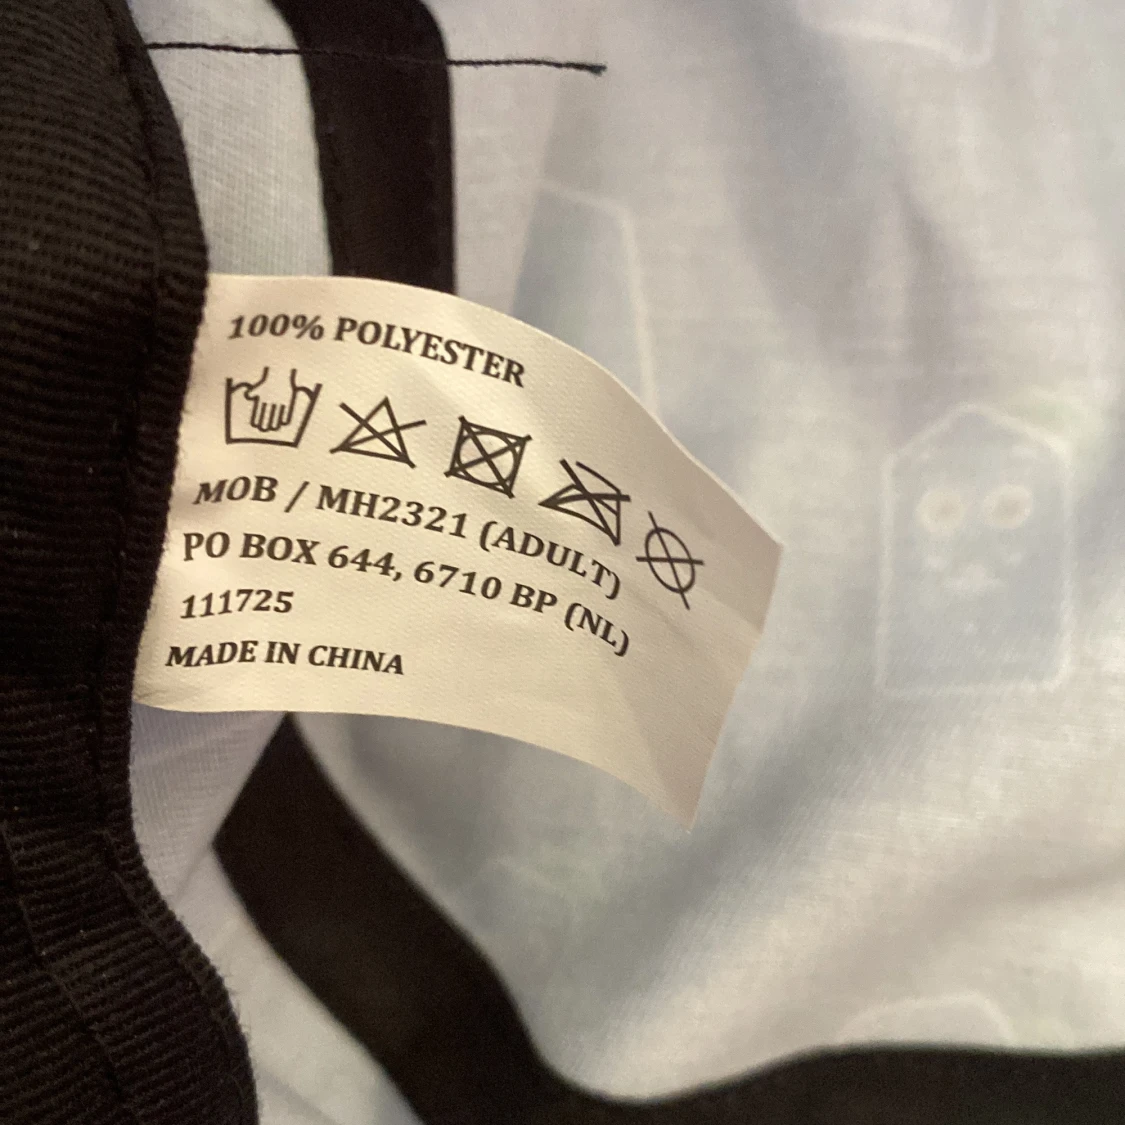 100% POLYESTER
MOB / MH2321 (ADULT)
PO BOX 644, 6710 BP (NL)
111725
MADE IN CHINA